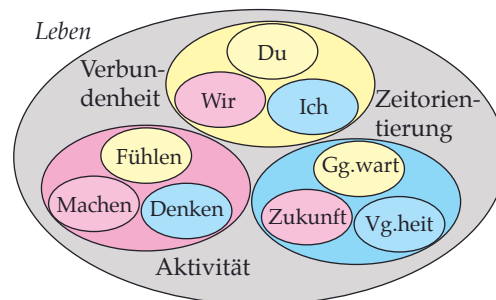 Leben
Du
Verbun-
denheit
Wir
Ich
Zeitorien-
tierung
Fühlen
Machen
Denken
Gg.wart
Zukunft
Vg.heit
Aktivität